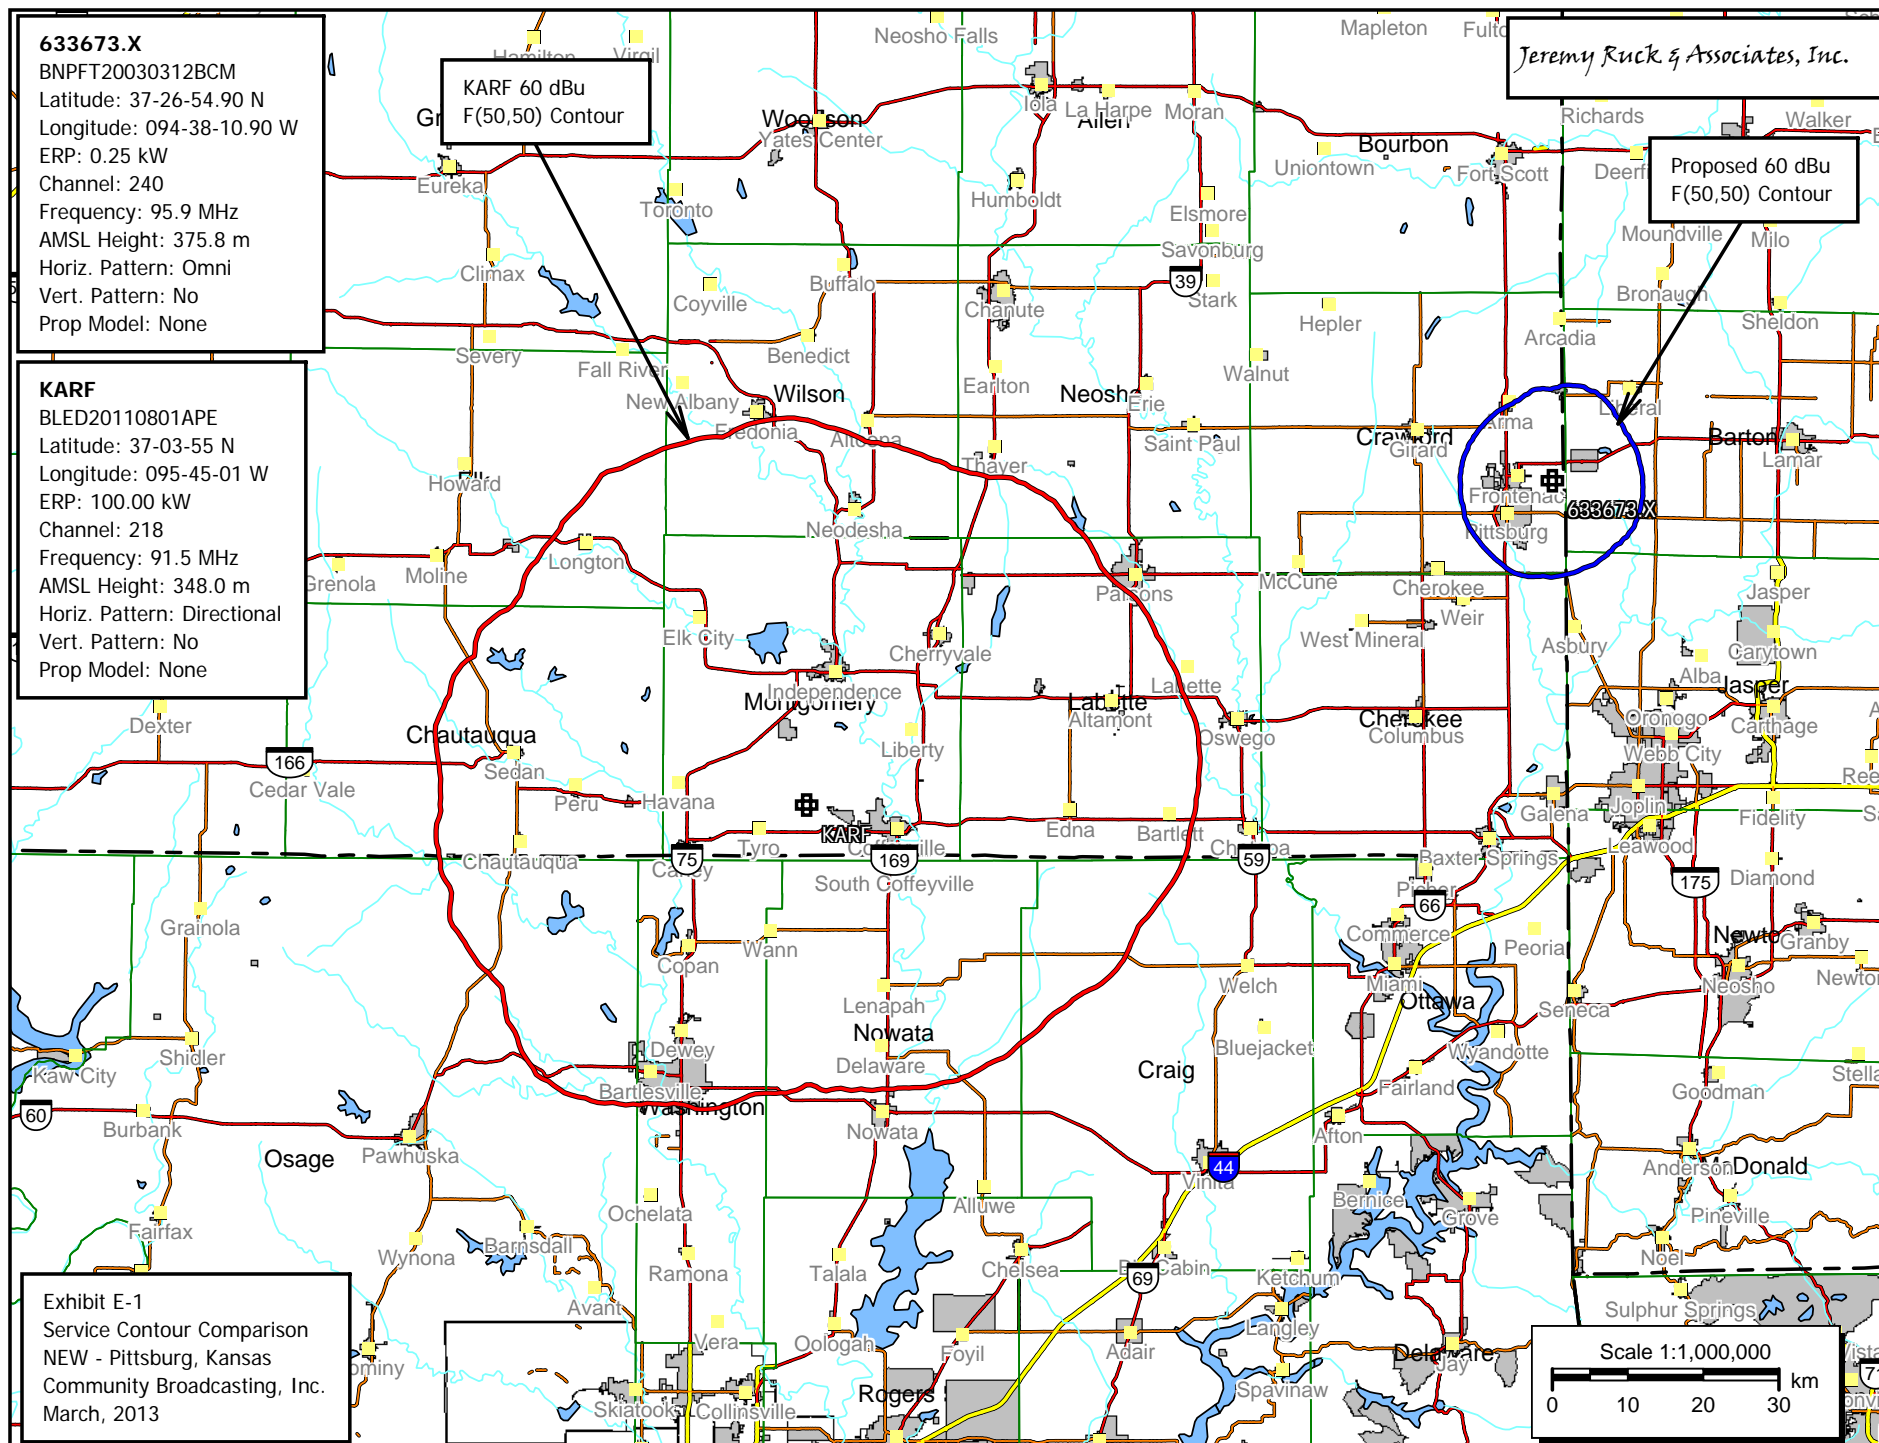 633673.X
BNPFT20030312BCM
Latitude: 37-26-54.90 N
Longitude: 094-38-10.90 W
ERP: 0.25 kW
Channel: 240
Frequency: 95.9 MHz
AMSL Height: 375.8 m
Horiz. Pattern: Omni
Vert. Pattern: No
Prop Model: None
KARF
BLED20110801APE
Latitude: 37-03-55 N
Longitude: 095-45-01 W
ERP: 100.00 kW
Channel: 218
Frequency: 91.5 MHz
AMSL Height: 348.0 m
Horiz. Pattern: Directional
Vert. Pattern: No
Prop Model: None
KARF 60 dBu
F(50,50) Contour
Jeremy Ruck & Associates, Inc.
Proposed 60 dBu
F(50,50) Contour
Hamilton
Virgil
Neosho Falls
Mapleton
Iola
La Harpe
Moran
Allen
Woodson
Yates Center
Richards
Walker
Bourbon
Uniontown
Fort Scott
Eureka
Toronto
Humboldt
Elsmore
Savonburg
Moundville
Milo
Climax
Coyville
Buffalo
Chanute
39
Stark
Bronaugh
Hepler
Arcadia
Sheldon
Severy
Fall River
Benedict
Earlton
Walnut
New Albany
Wilson
Neosho
Erie
Liberal
Fredonia
Altoona
Saint Paul
Crawford
Girard
Arma
Barton
Lamar
Thayer
Howard
Neodesha
Frontenac
633673.X
Pittsburg
Grenola
Moline
Longton
Parsons
McCune
Cherokee
Weir
Jasper
Elk City
Cherryvale
West Mineral
Asbury
Carytown
Independence
Montgomery
Labette
Labette
Altamont
Alba
Jasper
Dexter
Chautauqua
Liberty
Oswego
Cherokee
Columbus
Oronogo
Carthage
Webb City
166
Sedan
Cedar Vale
Peru
Havana
Edna
Bartlett
Galena
Joplin
Fidelity
KARF
Tyro
Coffeyville
Chautauqua
Caney
75
169
59
South Coffeyville
Baxter Springs
Leawood
Picher
66
175
Diamond
Grainola
Wann
Commerce
Peoria
Newton
Granby
Copan
Welch
Miami
Neosho
Lenapah
Ottawa
Seneca
Nowata
Bluejacket
Wyandotte
Shidler
Dewey
Delaware
Kaw City
Craig
Fairland
Goodman
Stella
Bartlesville
Washington
60
Burbank
Nowata
Afton
Osage
Pawhuska
44
Vinita
Anderson
McDonald
Bernice
Grove
Pineville
Fairfax
Ochelata
Alluwe
Wynona
Barnsdall
Noel
Ramona
Talala
Chelsea
69
Ketchum
Avant
Sulphur Springs
Vera
Oologah
Foyil
Adair
Langley
Delaware
Jay
Spavinaw
Rogers
Skiatook
Collinsville
Exhibit E-1
Service Contour Comparison
NEW - Pittsburg, Kansas
Community Broadcasting, Inc.
March, 2013
Scale 1:1,000,000
0 10 20 30 km